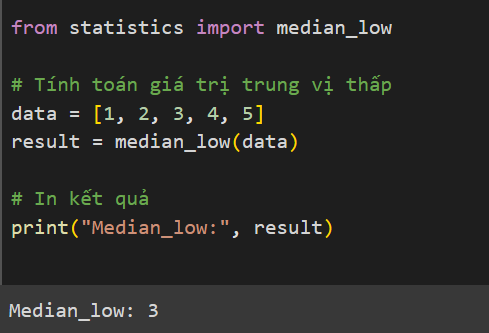 from statistics import median_low
# Tính toán giá trị trung vị thấp
data = [1, 2, 3, 4, 5]
result = median_low(data)
# In kết quả
print("Median_low:", result)
Median_low: 3